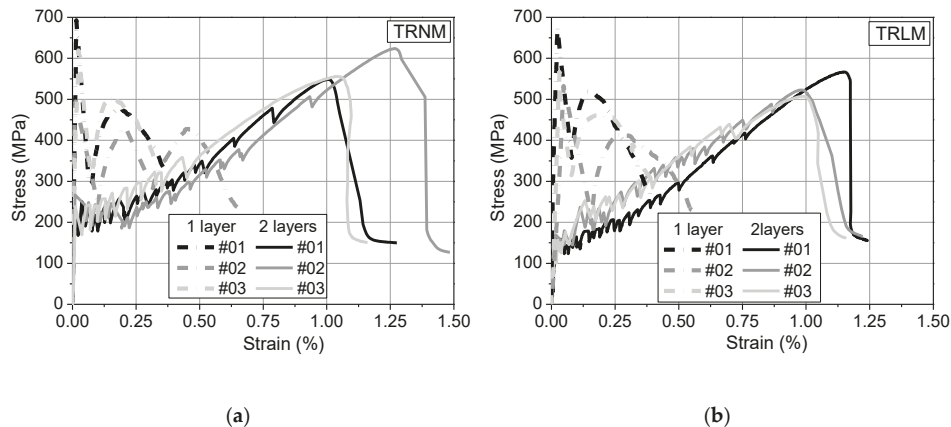 TRNM
Stress (MPa)
700
600
500
400
300
200
100
0
0.00 0.25 0.50 0.75 1.00 1.25 1.50
Strain (%)
1 layer 2 layers
#01 #01
#02 #02
#03 #03
(a)
TRLM
Stress (MPa)
700
600
500
400
300
200
100
0
0.00 0.25 0.50 0.75 1.00 1.25 1.50
Strain (%)
1 layer 2layers
#01 #01
#02 #02
#03 #03
(b)